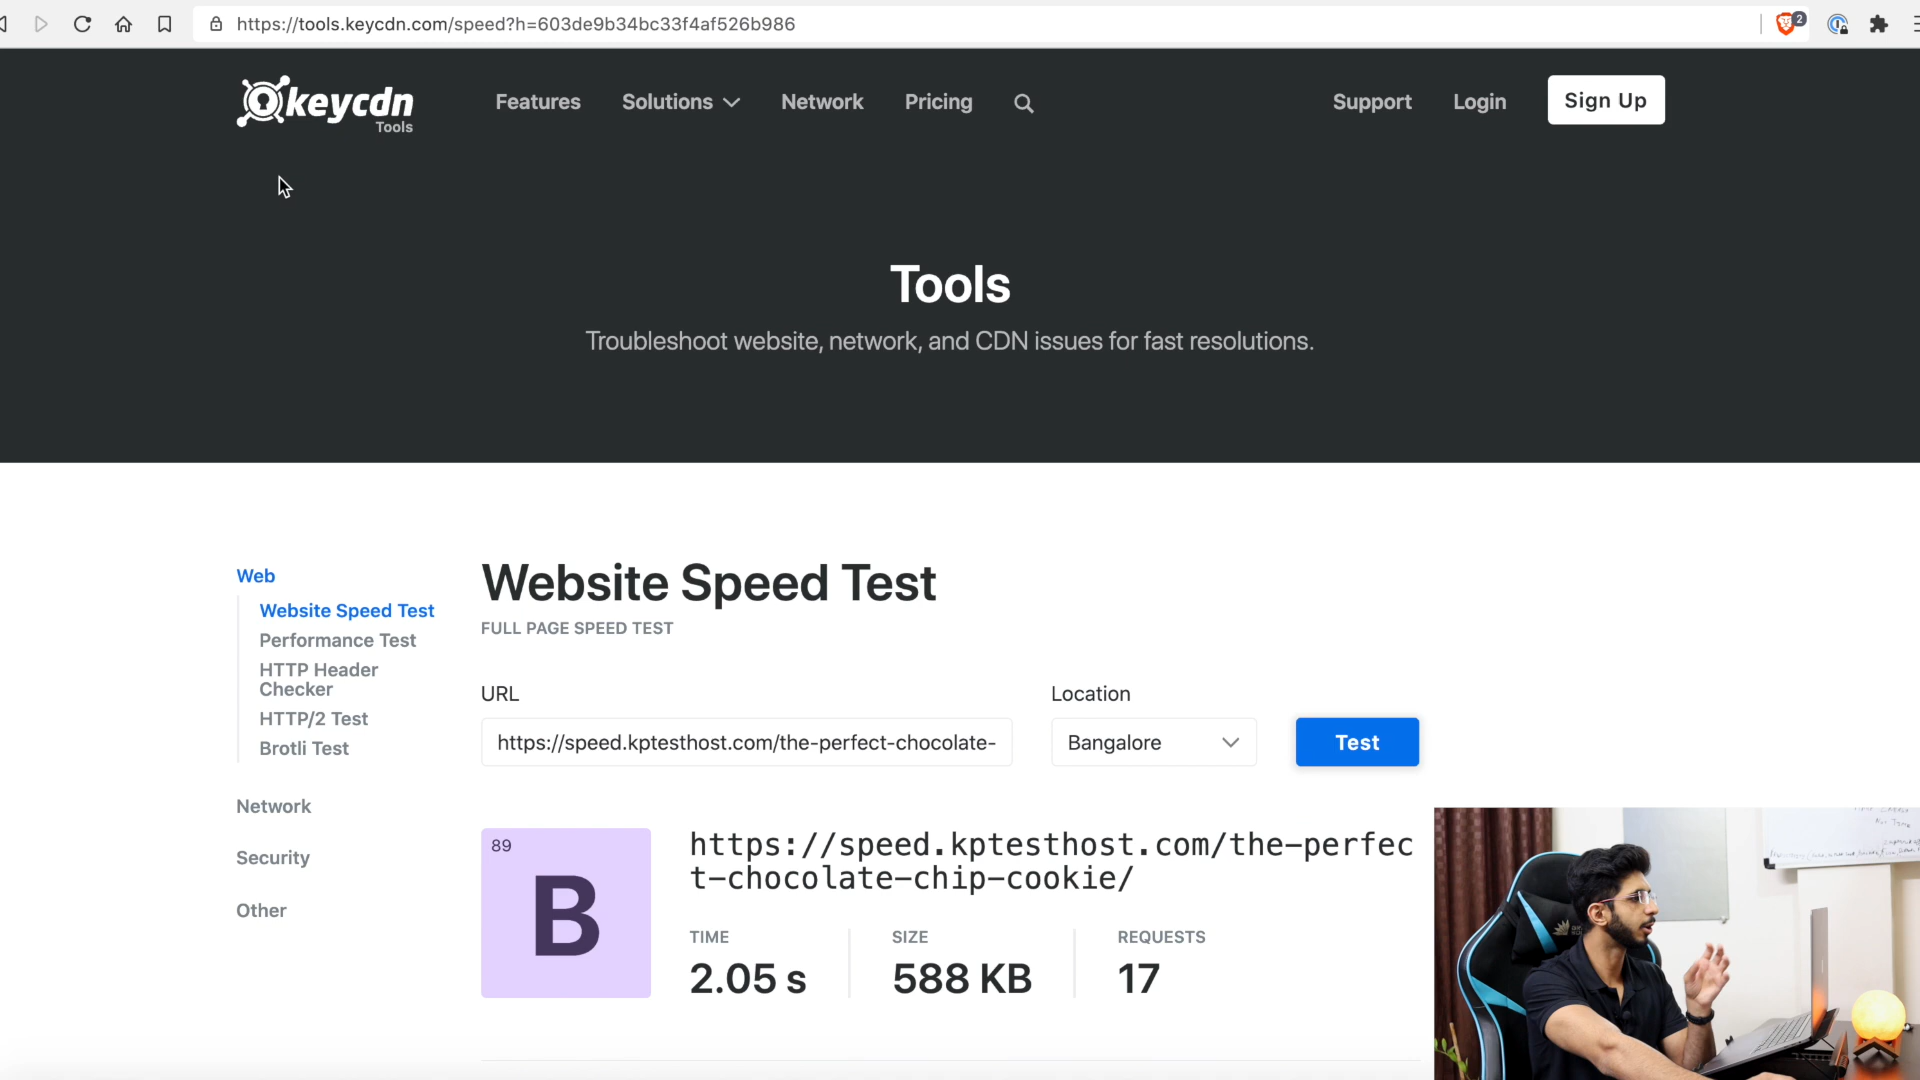 https://tools.keycdn.com/speed?h=603de9b34bc33f4af526b986
2
keycdn
Tools
Features
Solutions
Network
Pricing
Support
Login
Sign Up
Tools
Troubleshoot website, network, and CDN issues for fast resolutions.
Web
Website Speed Test
Performance Test
HTTP Header
Checker
HTTP/2 Test
Brotli Test
Network
Security
Other
Website Speed Test
FULL PAGE SPEED TEST
URL
Location
https://speed.kptesthost.com/the-perfect-chocolate-
Bangalore
Test
89
B
https://speed.kptesthost.com/the-perfec
t-chocolate-chip-cookie/
TIME
SIZE
REQUESTS
2.05 s
588 KB
17